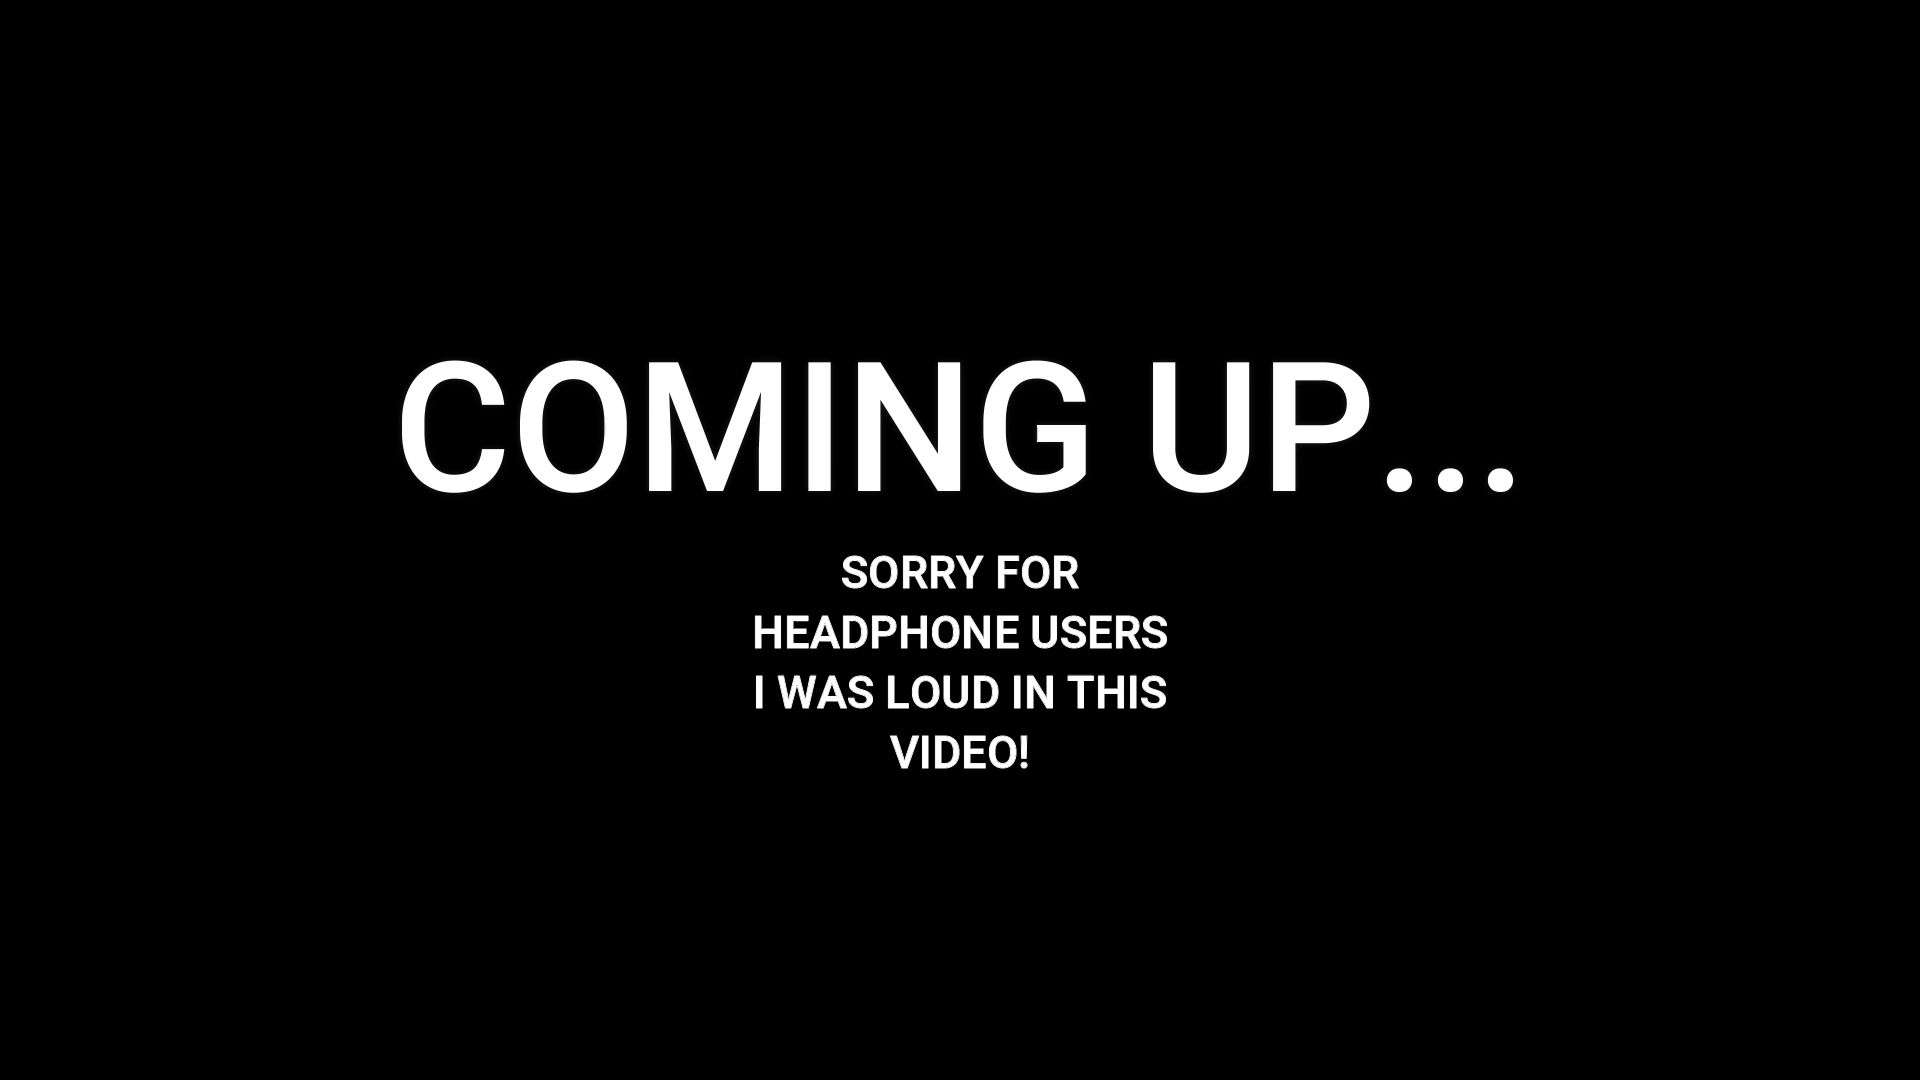 COMING UP...
SORRY FOR
HEADPHONE USERS
I WAS LOUD IN THIS
VIDEO!